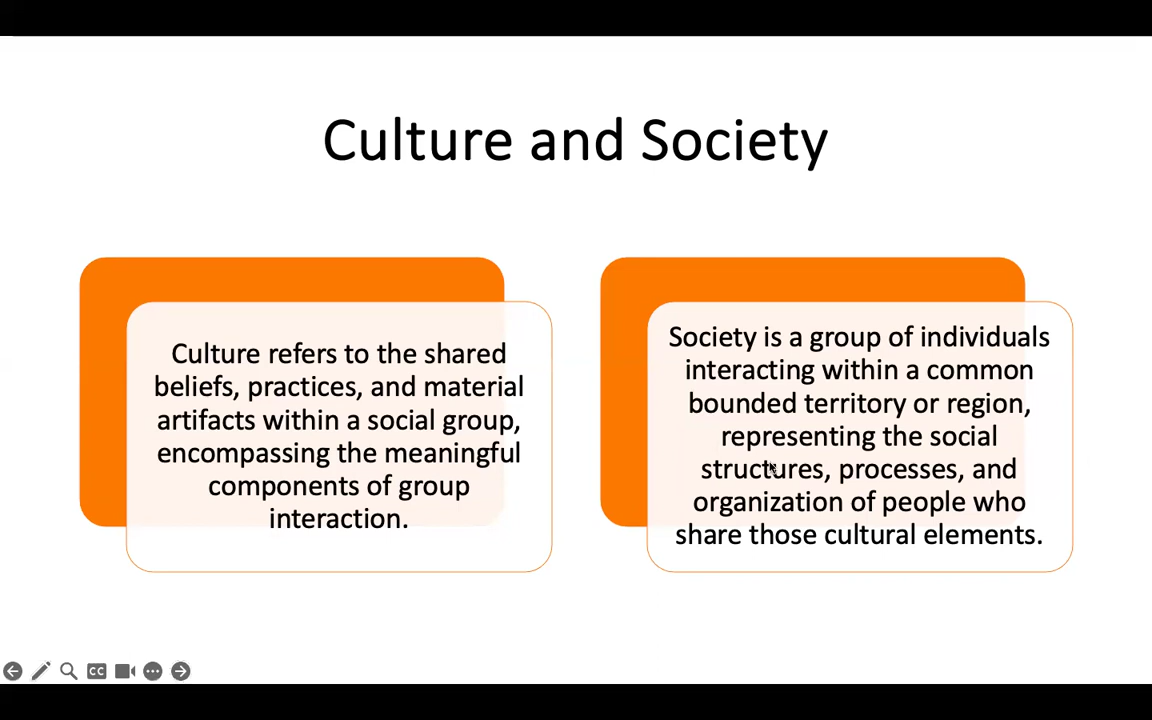 Culture and Society
Culture refers to the shared
beliefs, practices, and material
artifacts within a social group,
encompassing the meaningful
components of group
interaction.
Society is a group of individuals
interacting within a common
bounded territory or region,
representing the social
structures, processes, and
organization of people who
share those cultural elements.
CC